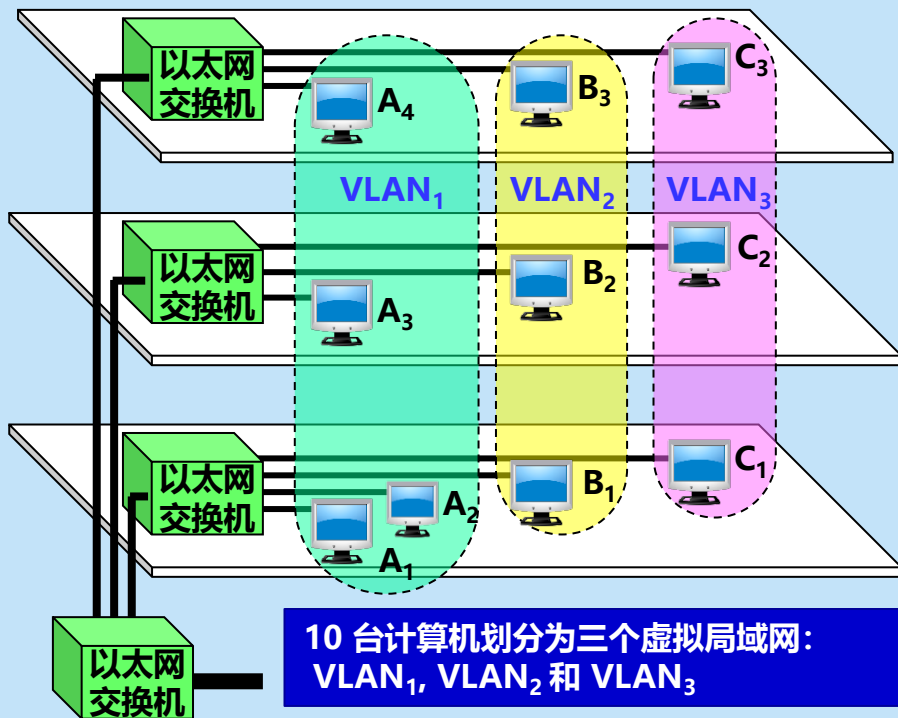 以太网
交换机
A₄
B₃
C₃
VLAN₁
VLAN₂
VLAN₃
以太网
交换机
A₃
B₂
C₂
以太网
交换机
A₁
A₂
B₁
C₁
以太网
交换机
10 台计算机划分为三个虚拟局域网：
VLAN₁, VLAN₂ 和 VLAN₃